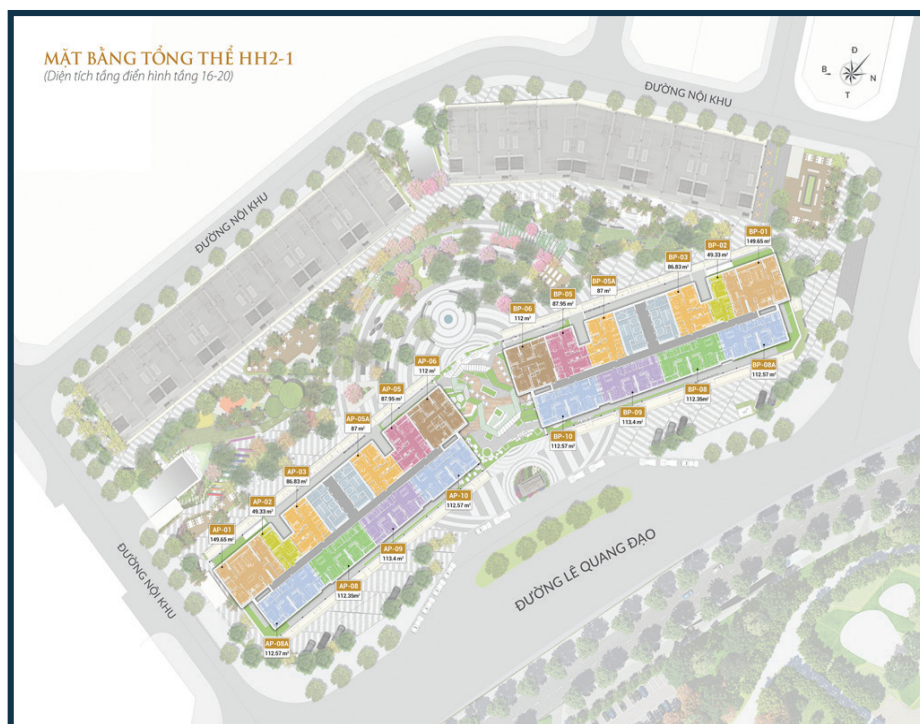 MẶT BẰNG TỔNG THỂ HH2-1
(Diện tích tầng điển hình tầng 16-20)
Đ
B
N
T
ĐƯỜNG NỘI KHU
ĐƯỜNG NỘI KHU
BP-01
149.65 m²
BP-02
49.33 m²
BP-03
86.83 m²
BP-05A
87 m²
BP-05
87.95 m²
BP-06
112 m²
AP-06
112 m²
BP-08A
112.57 m²
BP-08
112.35m²
BP-09
113.4 m²
BP-10
112.57 m²
AP-05
87.95 m²
AP-05A
87 m²
AP-03
86.83 m²
AP-02
49.33 m²
AP-01
149.65 m²
AP-10
112.57 m²
AP-09
113.4 m²
AP-08
112.35m²
AP-08A
112.57 m²
ĐƯỜNG NỘI KHU
ĐƯỜNG LÊ QUANG ĐẠO